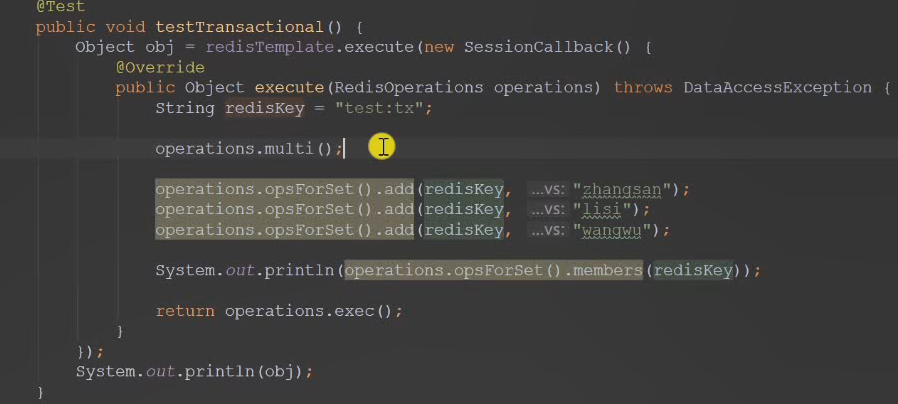 @Test
public void testTransactional() {
Object obj = redisTemplate.execute(new SessionCallback() {
@Override
public Object execute(RedisOperations operations) throws DataAccessException {
String redisKey = "test:tx";
operations.multi();
operations.opsForSet().add(redisKey, ...vs: "zhangsan");
operations.opsForSet().add(redisKey, ...vs: "lisi");
operations.opsForSet().add(redisKey, ...vs: "wangwu");
System.out.println(operations.opsForSet().members(redisKey));
return operations.exec();
}
});
System.out.println(obj);
}